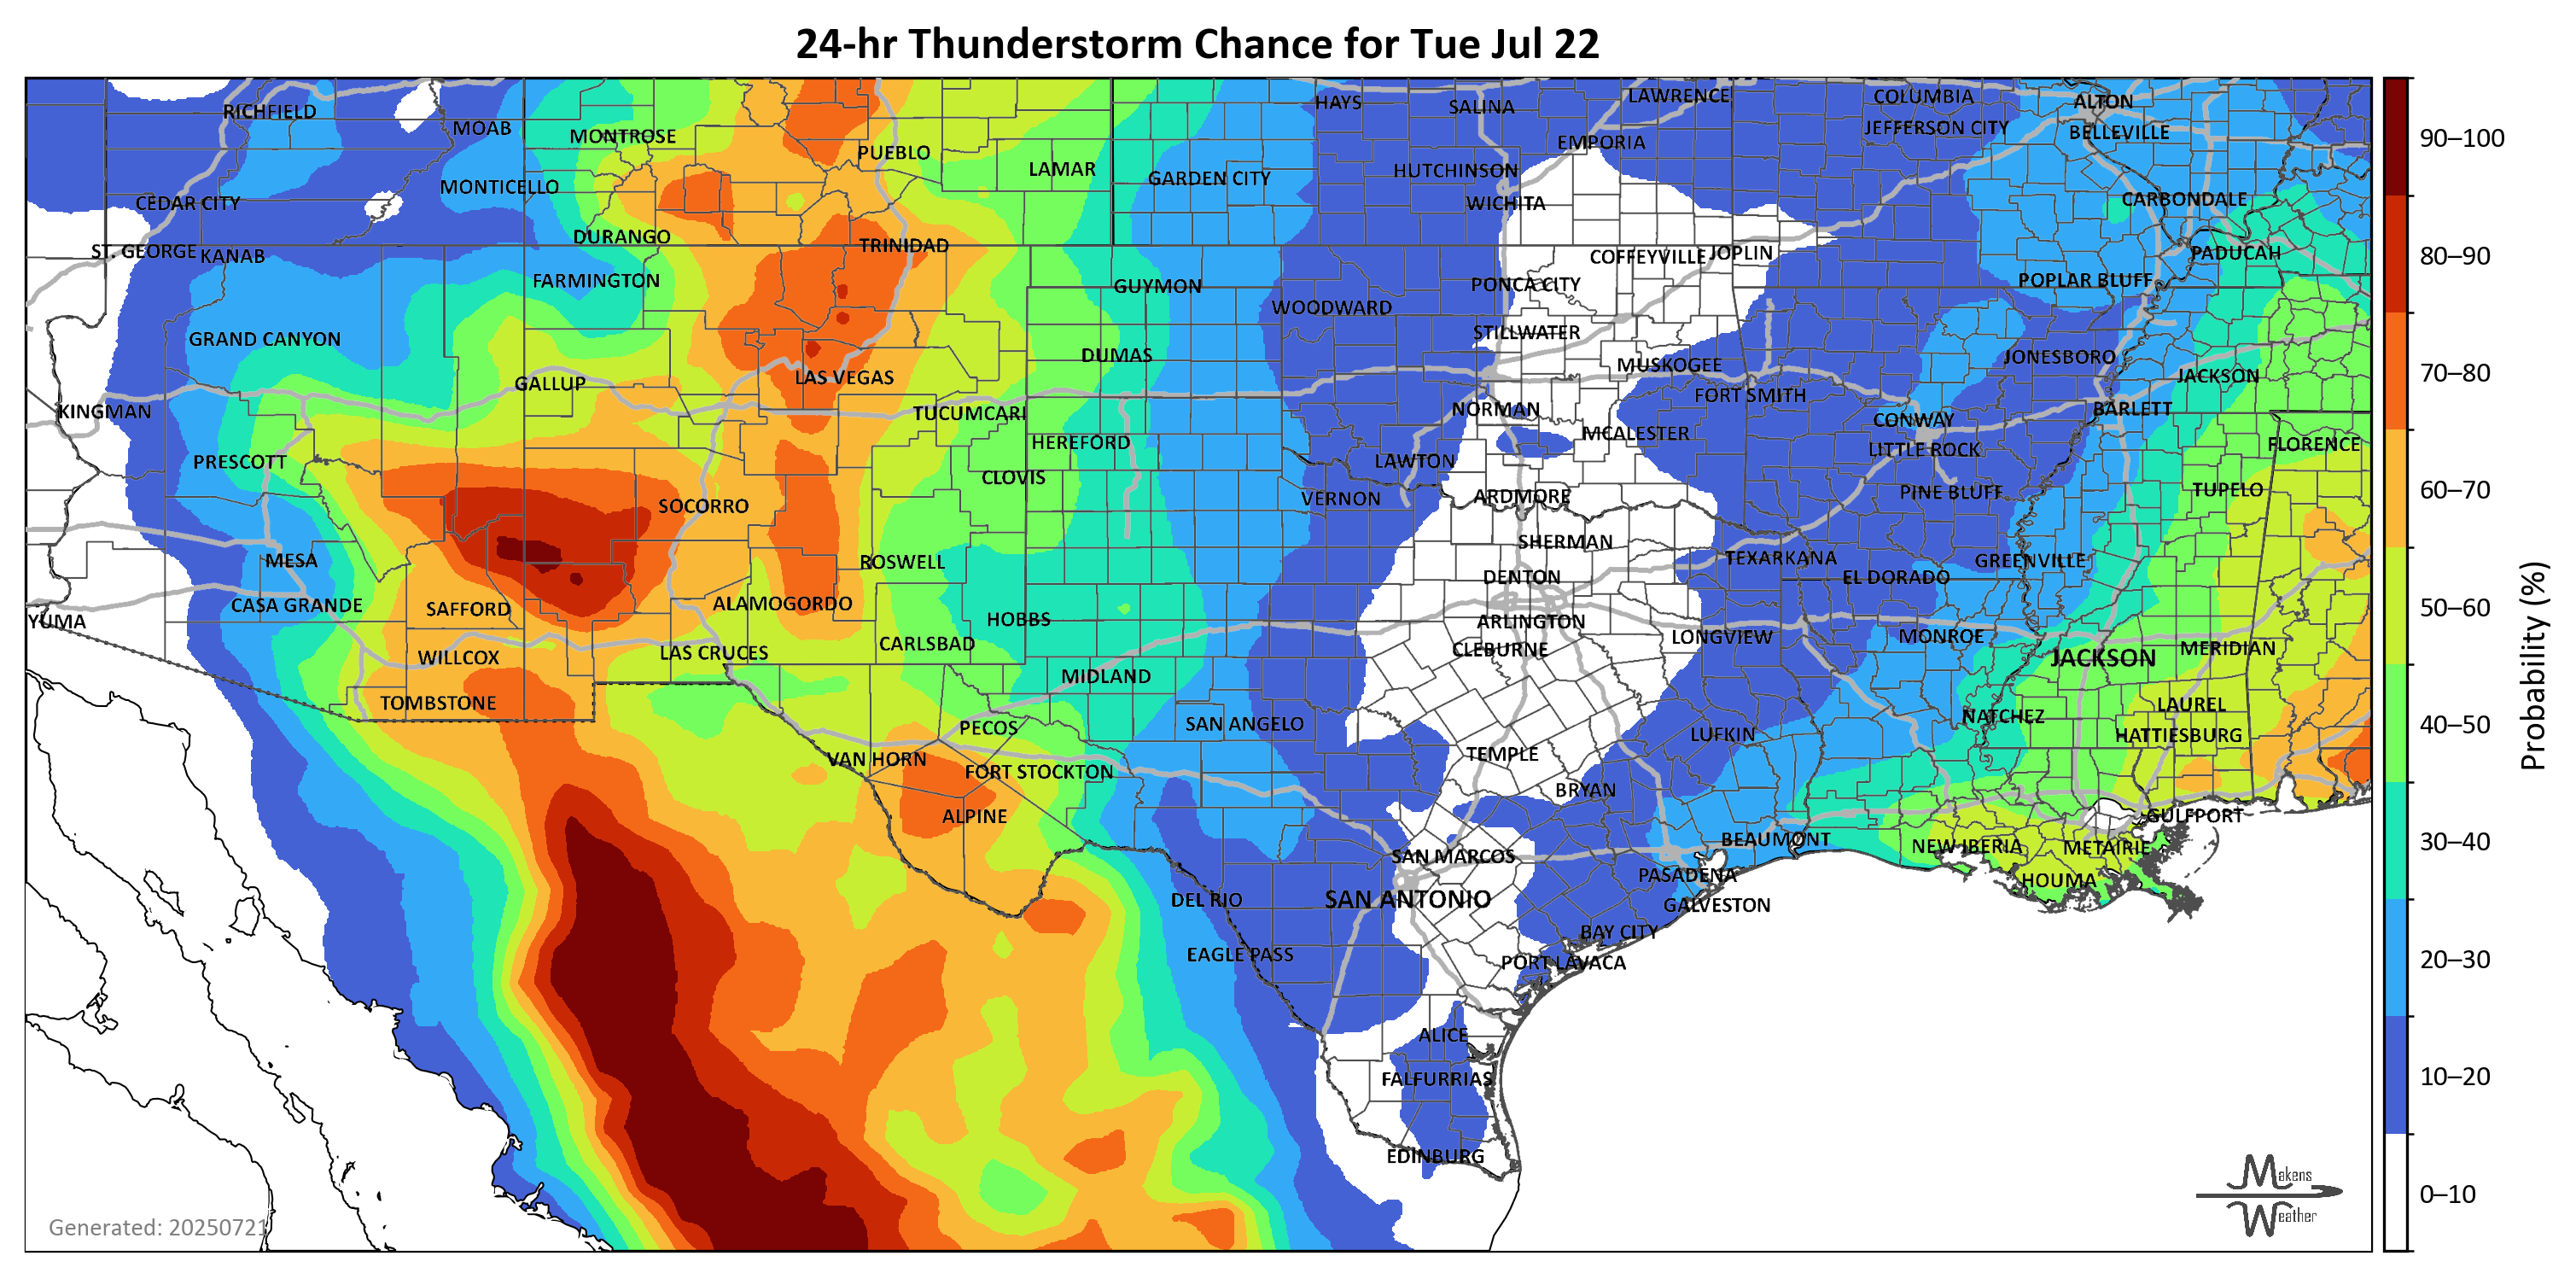 24-hr Thunderstorm Chance for Tue Jul 22
RICHFIELD
MOAB
MONTROSE
PUEBLO
LAMAR
HAYS
SALINA
LAWRENCE
COLUMBIA
ALTON
EMPORIA
JEFFERSON CITY
BELLEVILLE
90–100
MONTICELLO
GARDEN CITY
HUTCHINSON
CEDAR CITY
WICHITA
CARBONDALE
DURANGO
TRINIDAD
ST. GEORGE
KANAB
COFFEYVILLE
JOPLIN
PADUCAH
80–90
FARMINGTON
GUYMON
PONCA CITY
POPLAR BLUFF
WOODWARD
GRAND CANYON
STILLWATER
DUMAS
MUSKOGEE
JONESBORO
LAS VEGAS
GALLUP
JACKSON
70–80
KINGMAN
TUCUMCARI
NORMAN
FORT SMITH
BARLETT
CONWAY
HEREFORD
MCALESTER
LITTLE ROCK
FLORENCE
PRESCOTT
CLOVIS
LAWTON
SOCORRO
VERNON
ARDMORE
PINE BLUFF
TUPELO
60–70
MESA
ROSWELL
SHERMAN
TEXARKANA
GREENVILLE
DENTON
EL DORADO
CASA GRANDE
SAFFORD
ALAMOGORDO
50–60
YUMA
HOBBS
ARLINGTON
WILLCOX
LAS CRUCES
CARLSBAD
CLEBURNE
LONGVIEW
MONROE
JACKSON
MERIDIAN
Probability (%)
TOMBSTONE
MIDLAND
LAUREL
PECOS
SAN ANGELO
LUFKIN
NATCHEZ
HATTIESBURG
40–50
VAN HORN
FORT STOCKTON
TEMPLE
BRYAN
ALPINE
GULFPORT
BEAUMONT
NEW IBERIA
METAIRIE
30–40
SAN MARCOS
PASADENA
HOUMA
DEL RIO
SAN ANTONIO
GALVESTON
BAY CITY
EAGLE PASS
PORT LAVACA
20–30
ALICE
FALFURRIAS
10–20
EDINBURG
Makens
Weather
0–10
Generated: 20250721